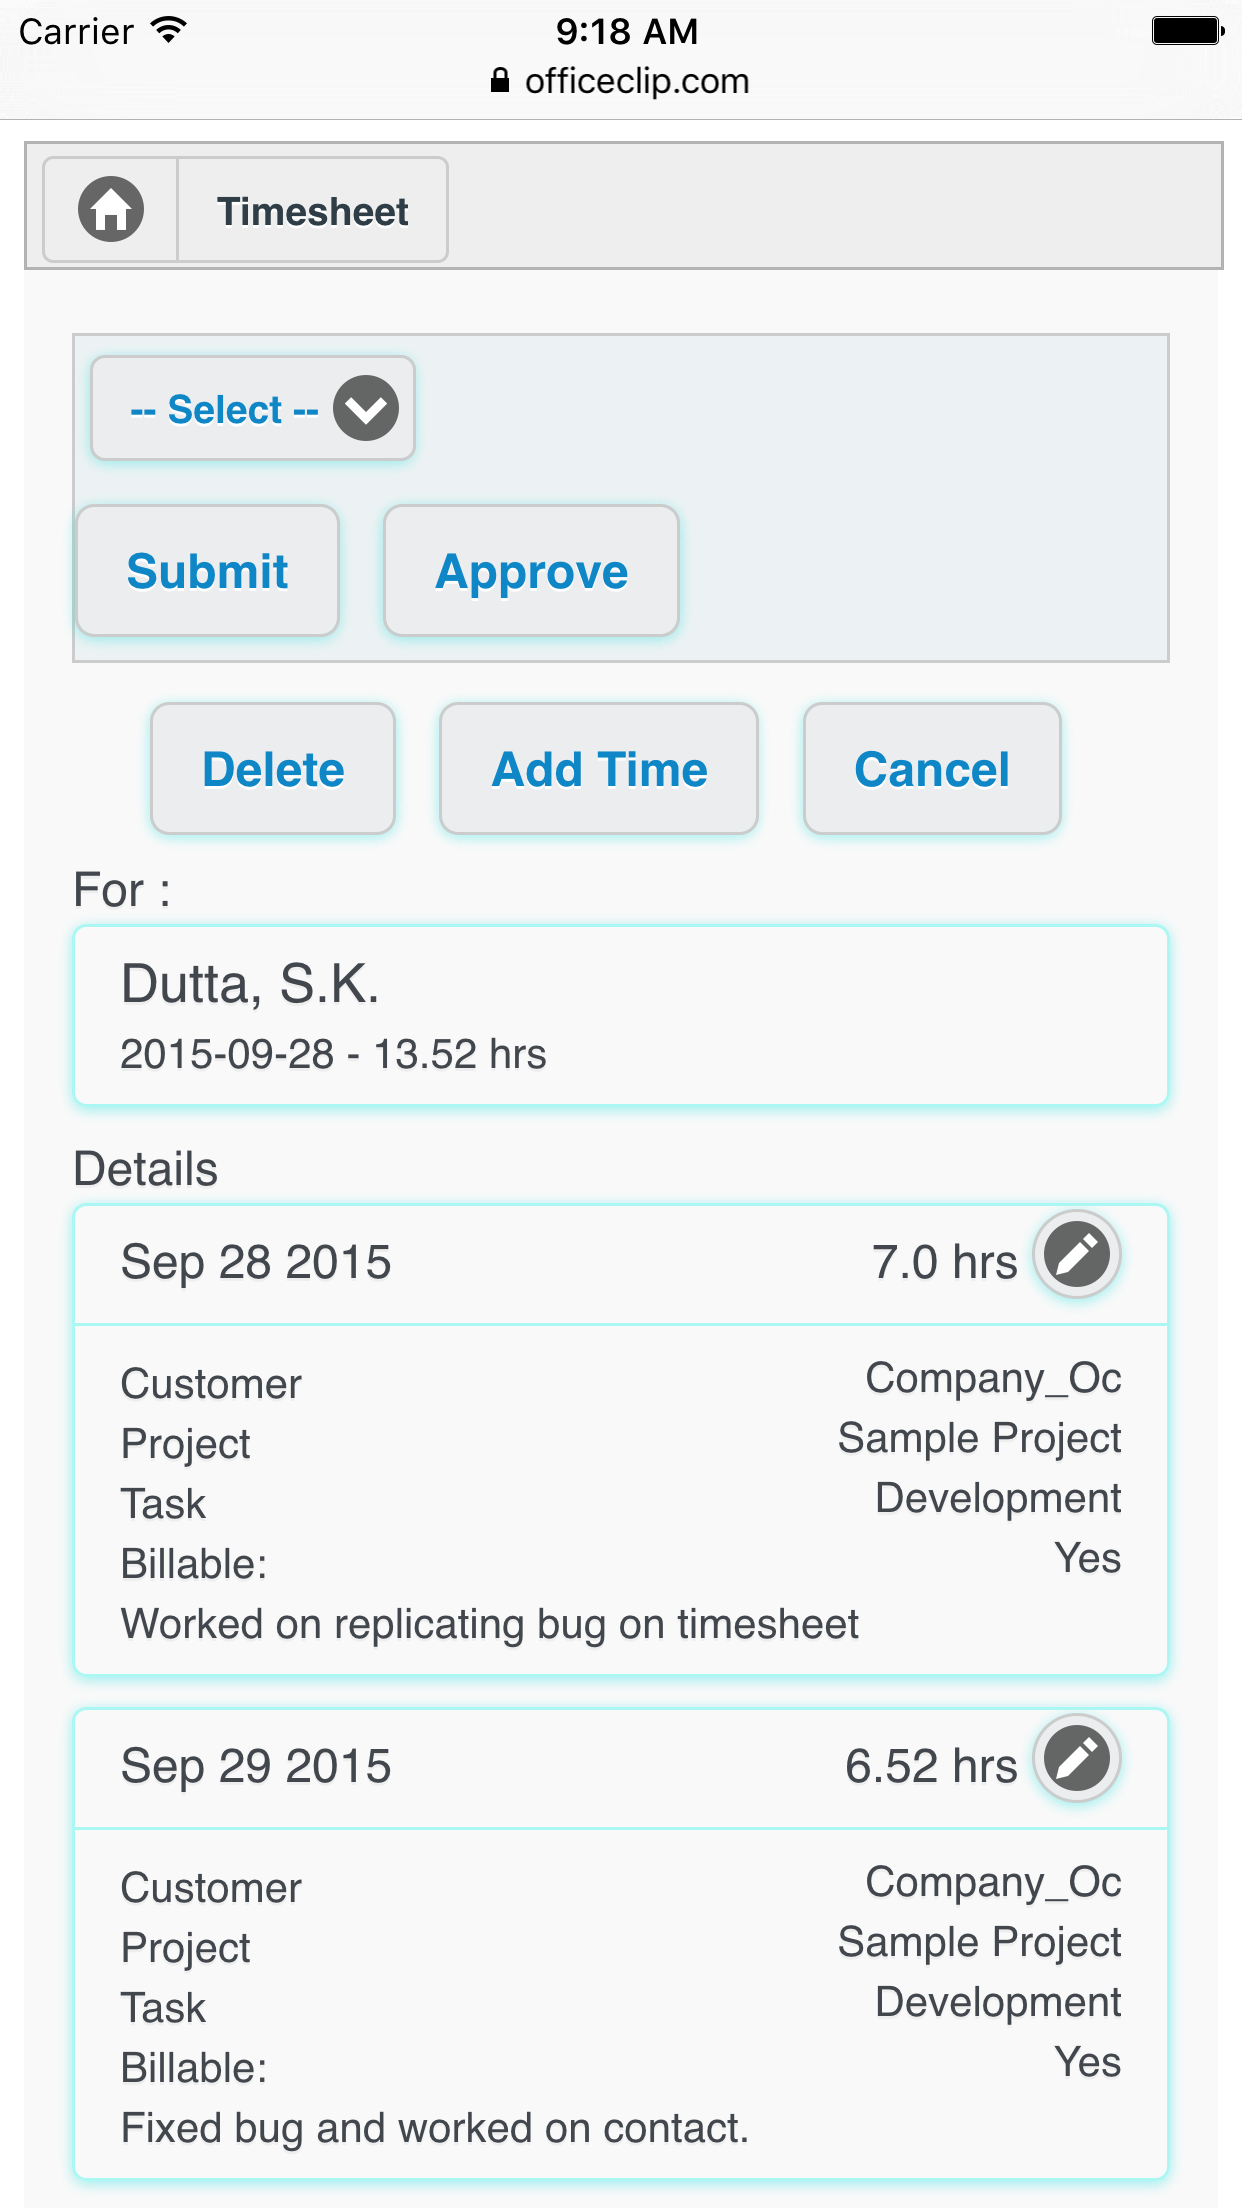 Carrier 9:18 AM
officeclip.com
Timesheet
-- Select --
Submit Approve
Delete Add Time Cancel
For :
Dutta, S.K.
2015-09-28 - 13.52 hrs
Details
Sep 28 2015 7.0 hrs
Customer Company_Oc
Project Sample Project
Task Development
Billable: Yes
Worked on replicating bug on timesheet
Sep 29 2015 6.52 hrs
Customer Company_Oc
Project Sample Project
Task Development
Billable: Yes
Fixed bug and worked on contact.